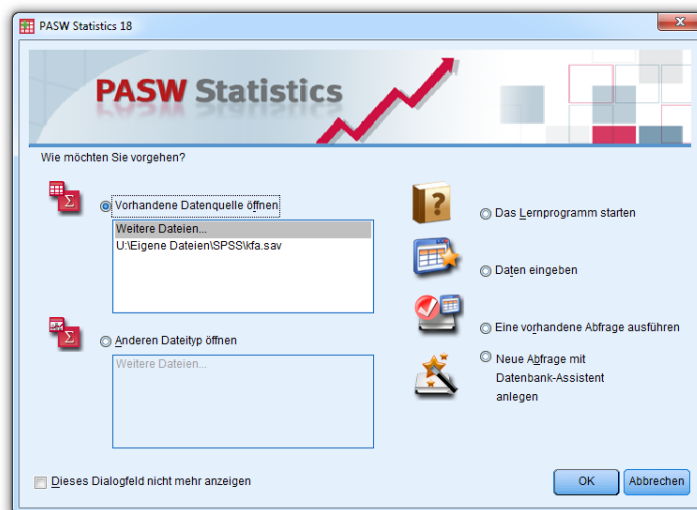 PASW Statistics 18
PASW Statistics
Wie möchten Sie vorgehen?
Vorhandene Datenquelle öffnen
Weitere Dateien...
U:\Eigene Dateien\SPSS\kfa.sav
Anderen Dateityp öffnen
Weitere Dateien...
Das Lernprogramm starten
Daten eingeben
Eine vorhandene Abfrage ausführen
Neue Abfrage mit
Datenbank-Assistent
anlegen
Dieses Dialogfeld nicht mehr anzeigen
OK
Abbrechen